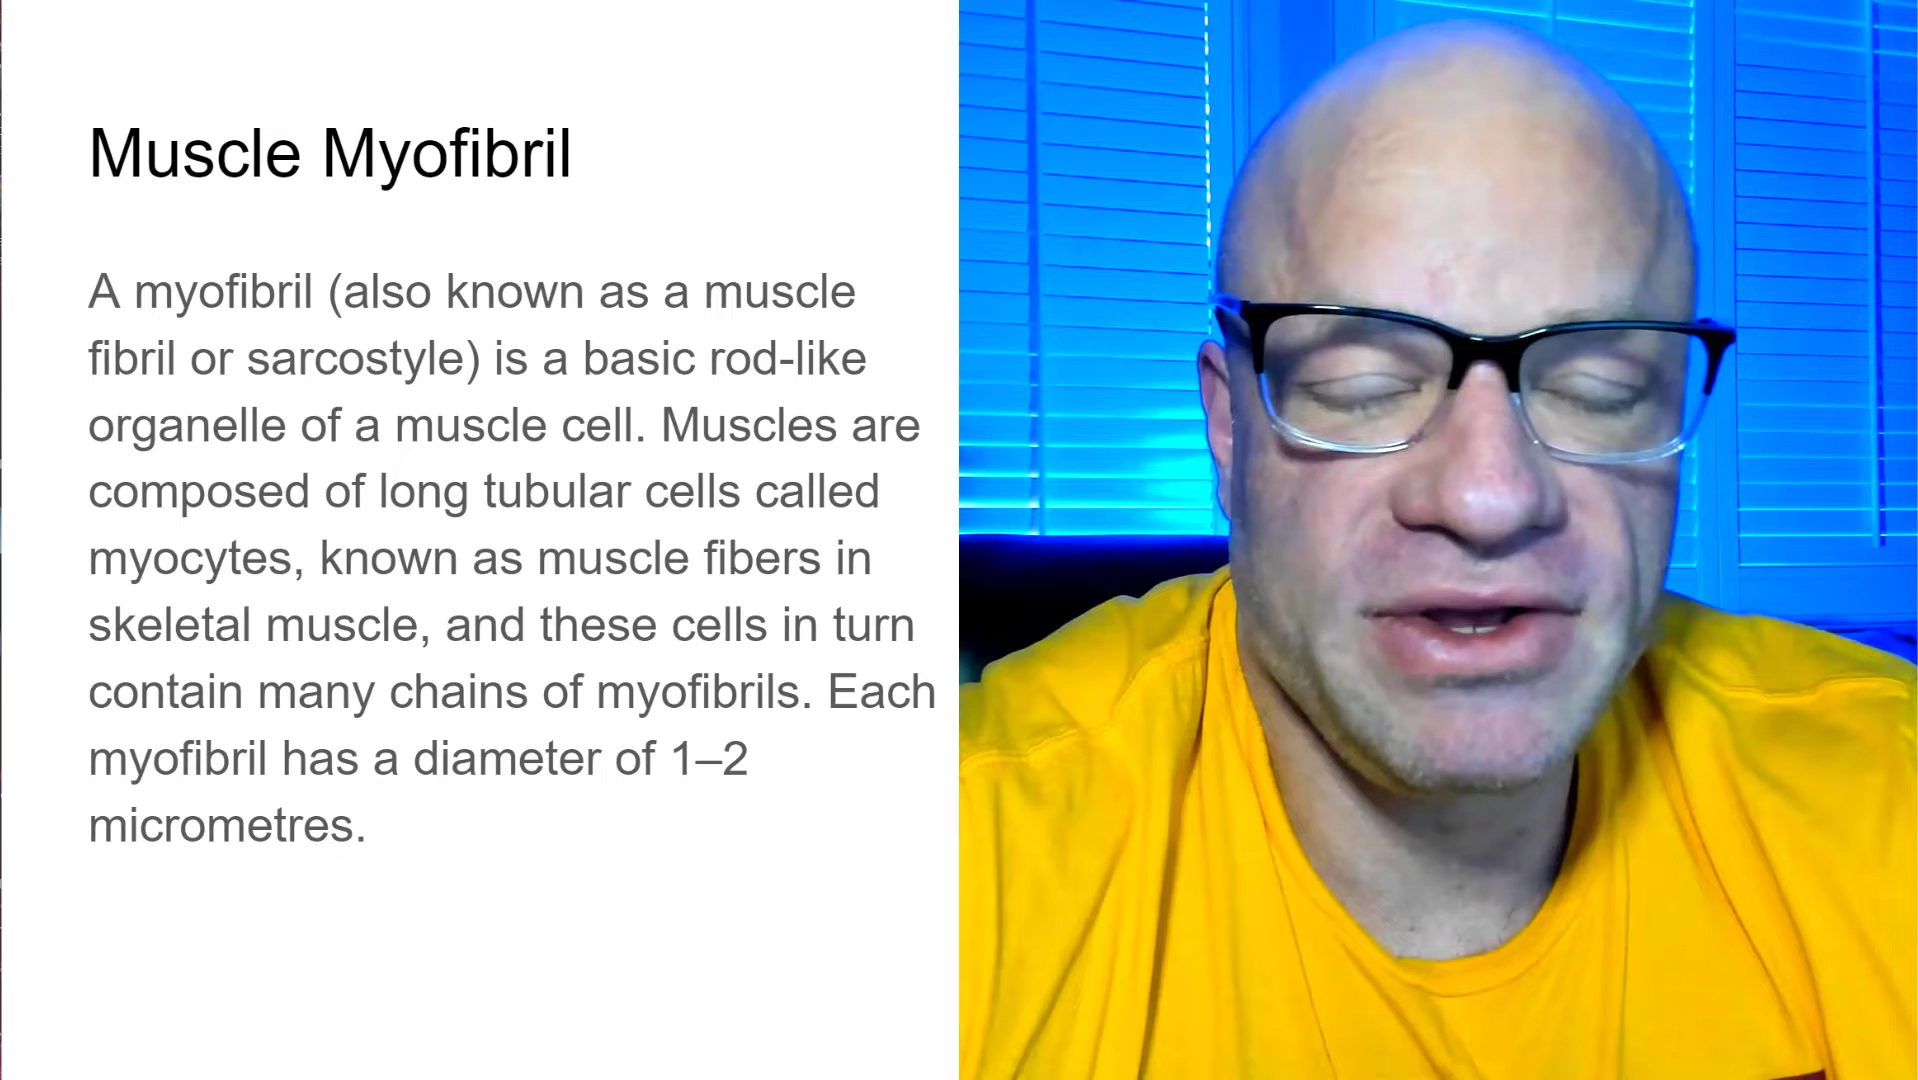 Muscle Myofibril
A myofibril (also known as a muscle
fibril or sarcostyle) is a basic rod-like
organelle of a muscle cell. Muscles are
composed of long tubular cells called
myocytes, known as muscle fibers in
skeletal muscle, and these cells in turn
contain many chains of myofibrils. Each
myofibril has a diameter of 1–2
micrometres.